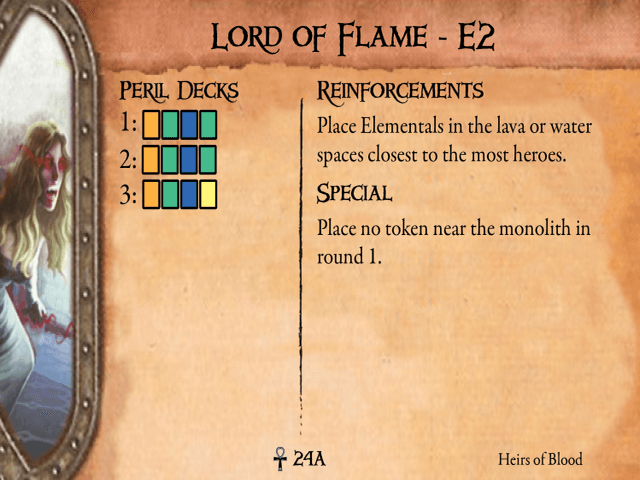 Lord of Flame - E2
Peril Decks
1:
2:
3:
Reinforcements
Place Elementals in the lava or water
spaces closest to the most heroes.
Special
Place no token near the monolith in
round 1.
24A
Heirs of Blood